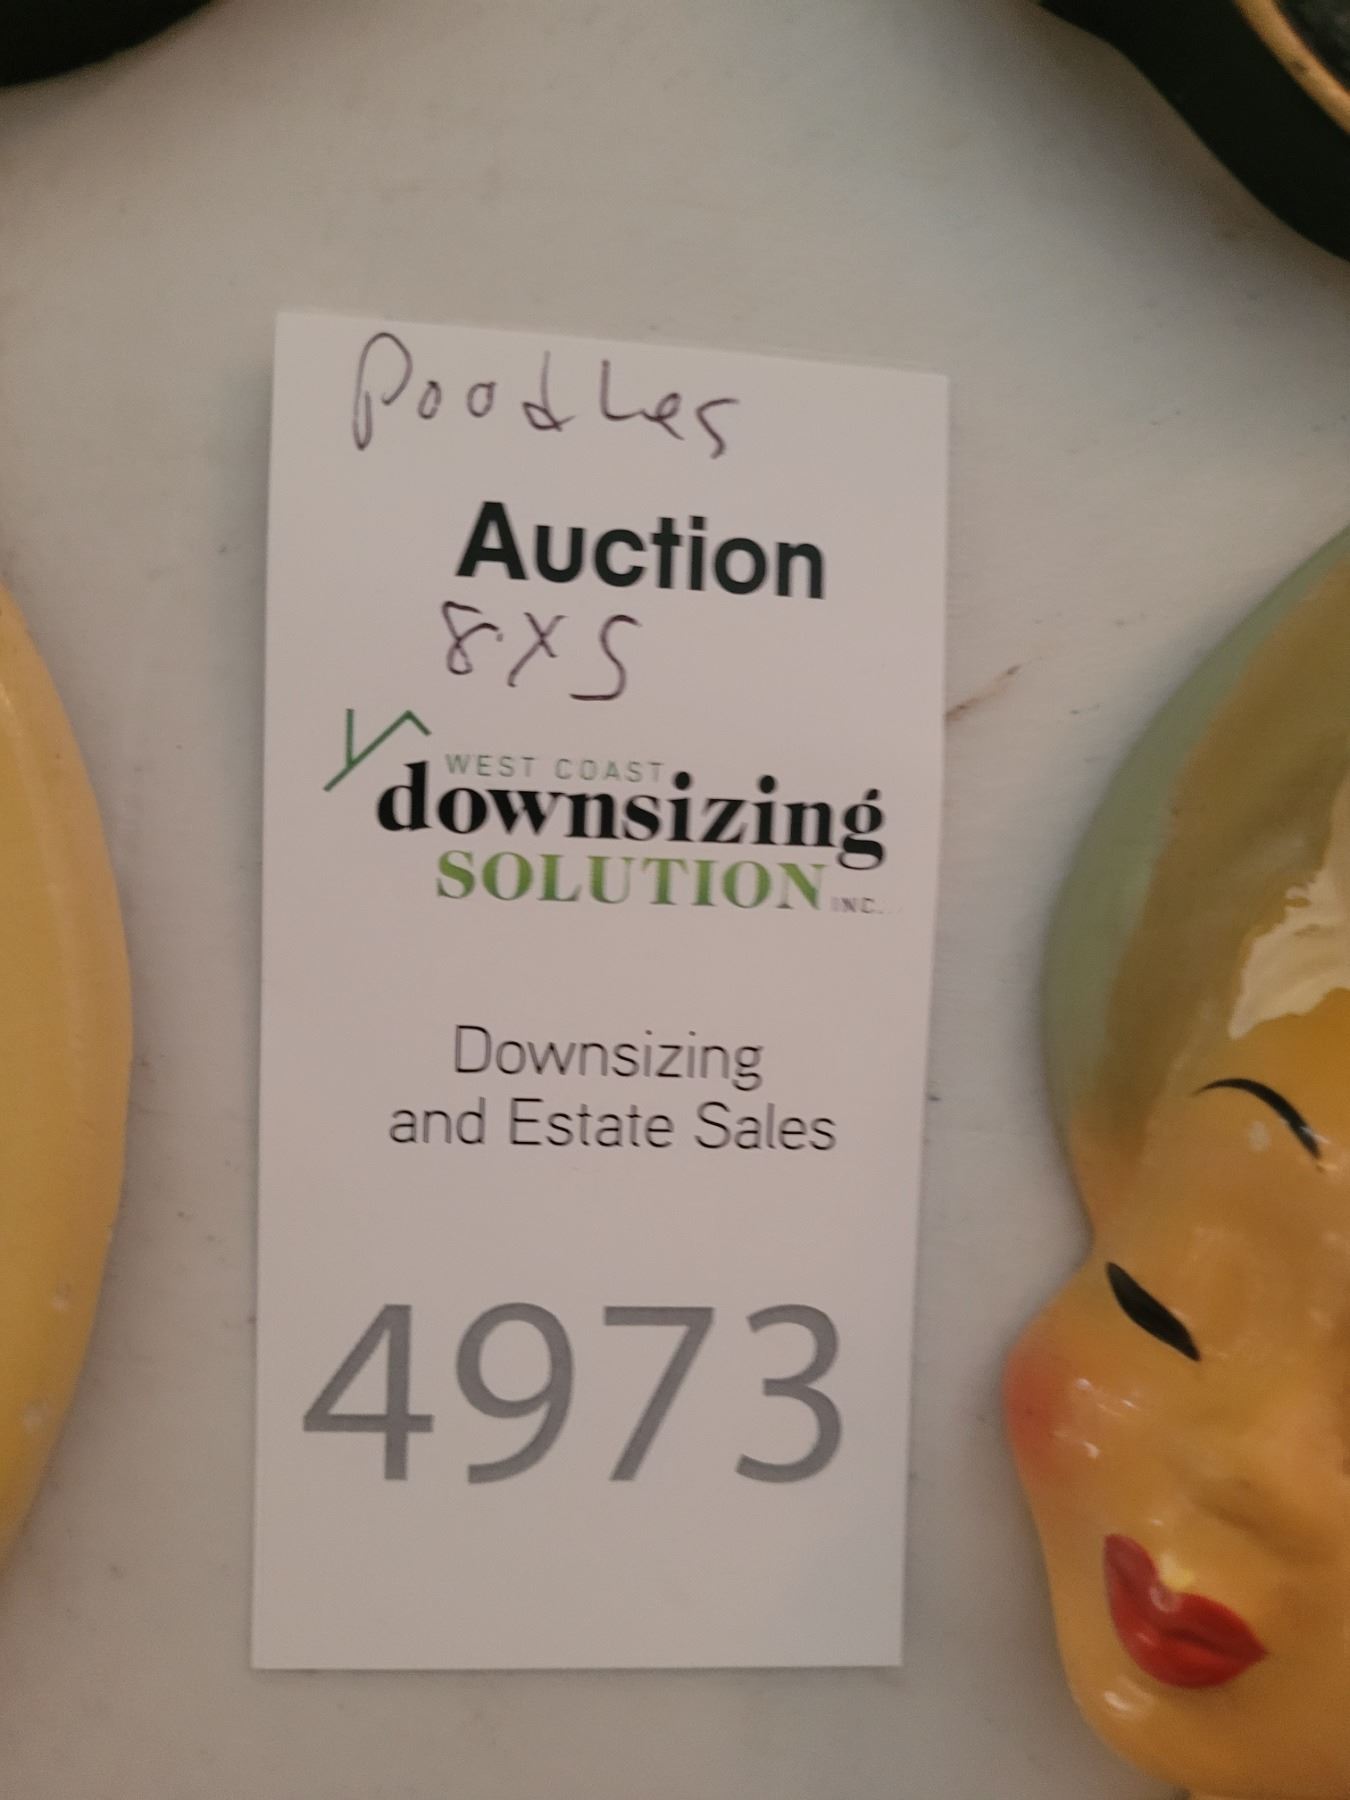 Poodles
Auction
8x5
WEST COAST
downsizing
SOLUTION INC.
Downsizing
and Estate Sales
4973